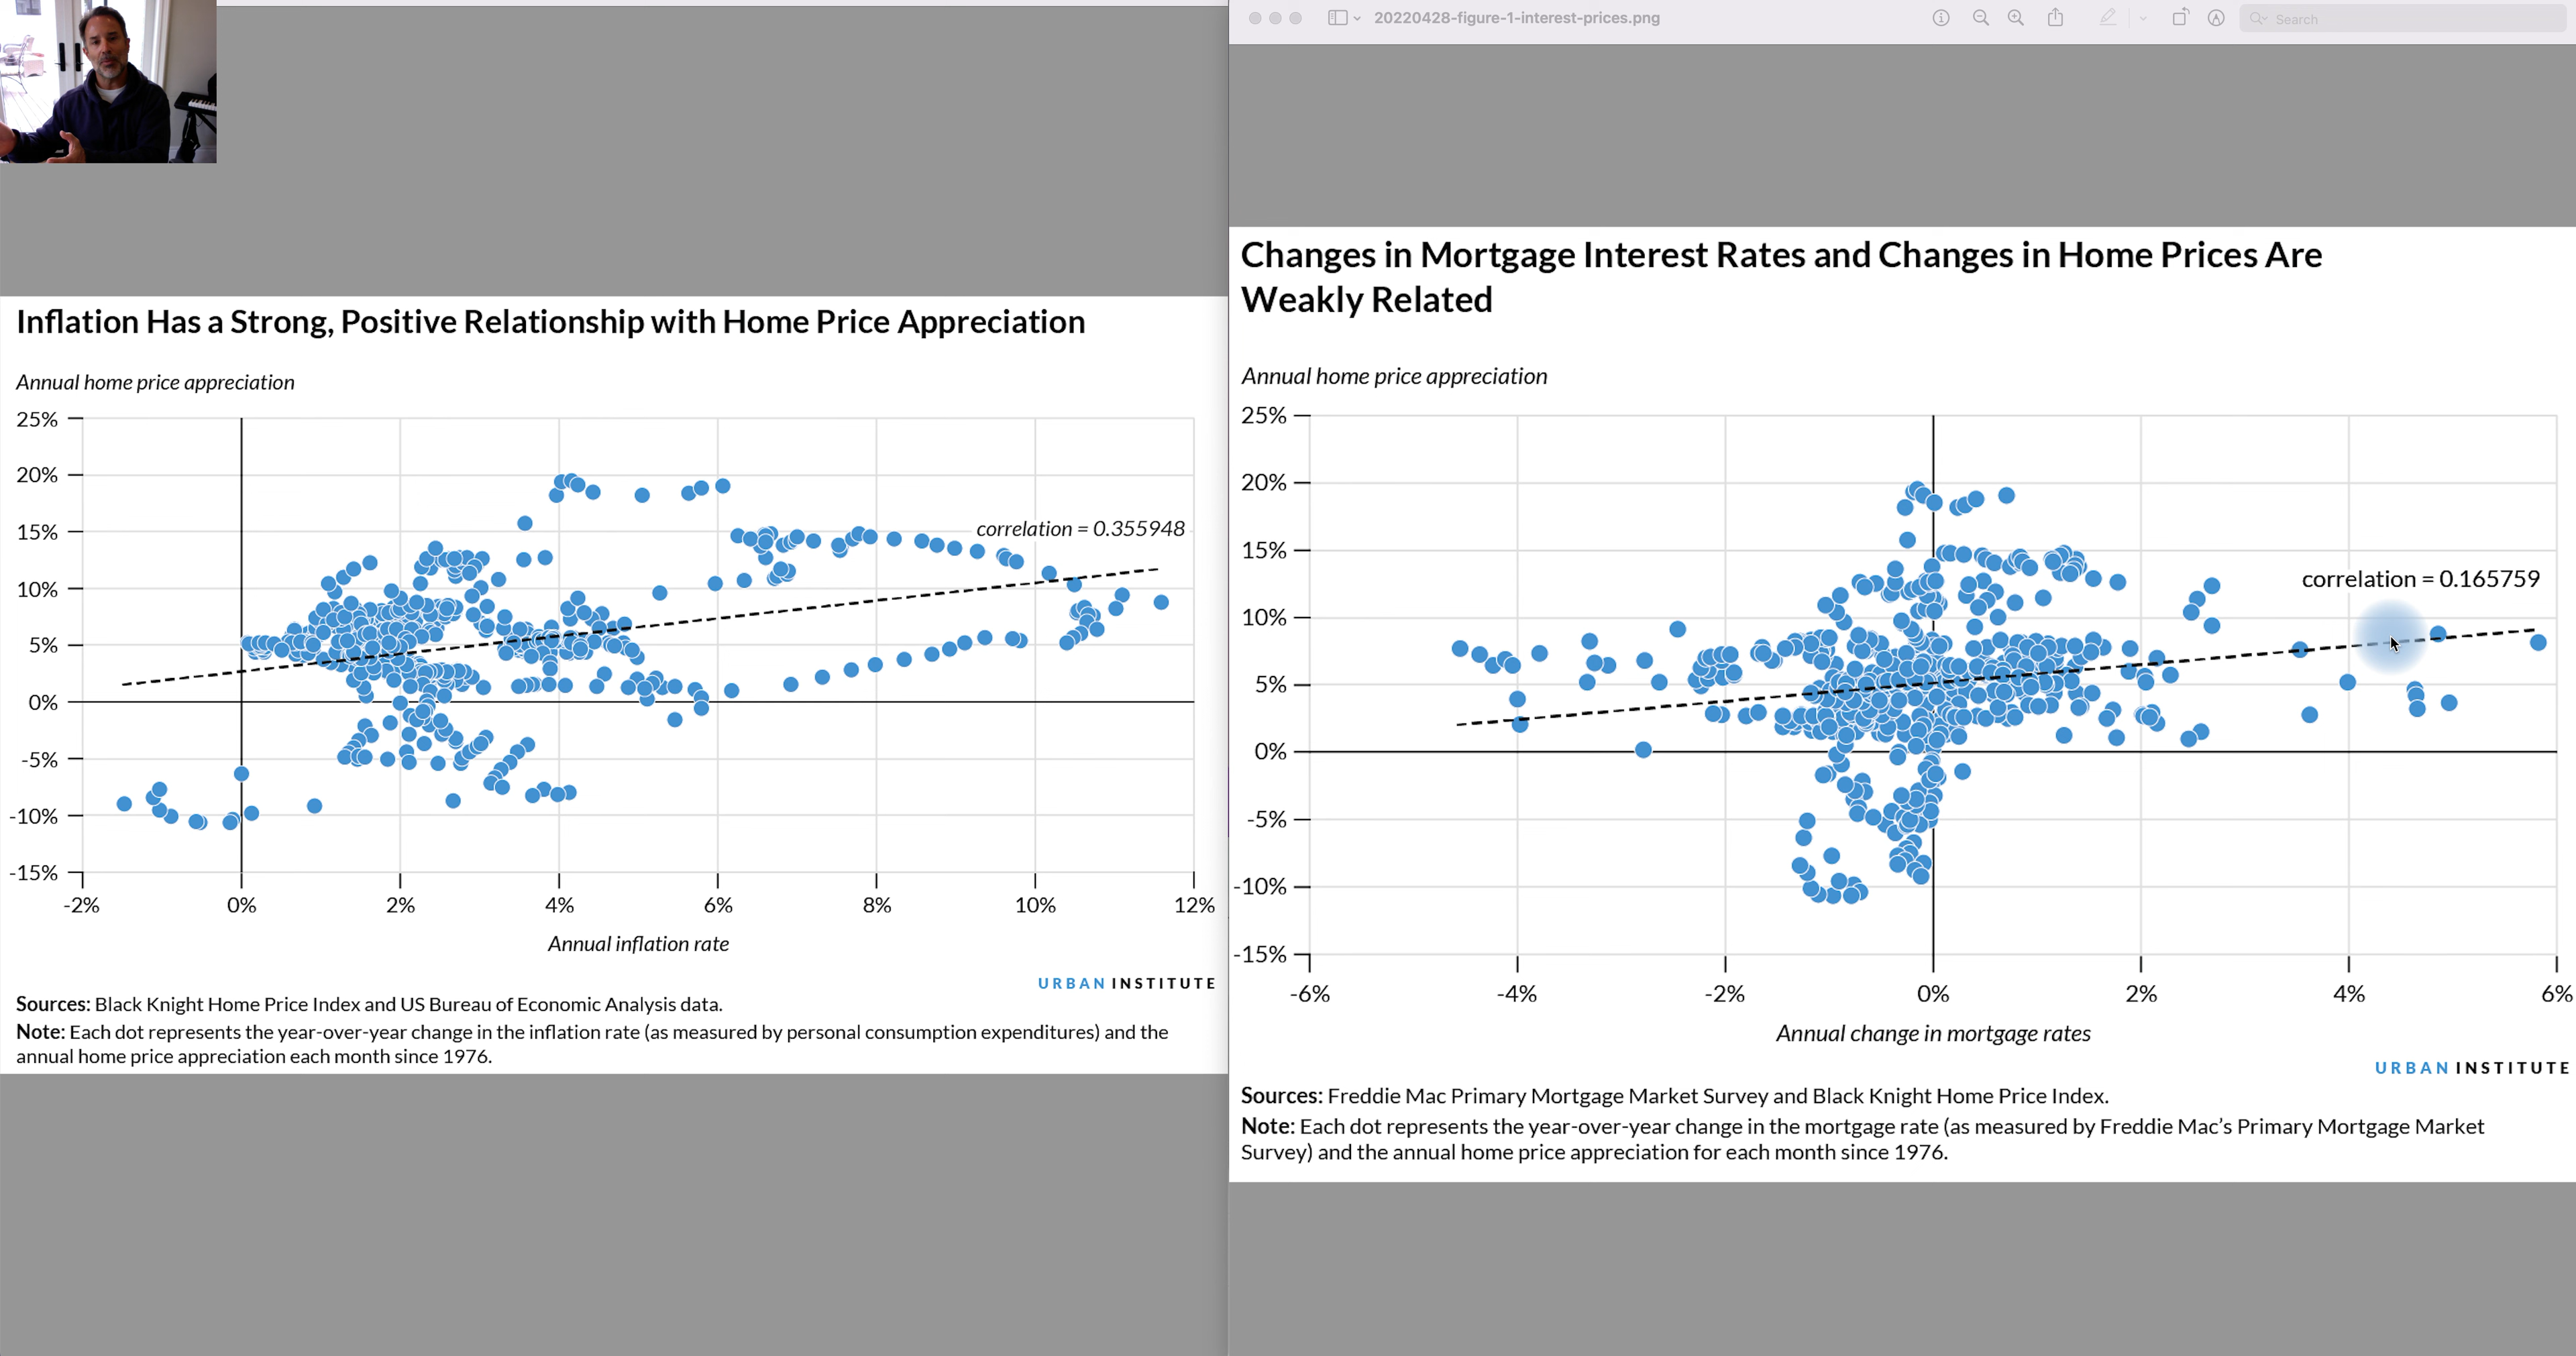 20220428-figure-1-interest-prices.png
Search
Inflation Has a Strong, Positive Relationship with Home Price Appreciation
Annual home price appreciation
25%
20%
15%
10%
5%
0%
-5%
-10%
-15%
correlation = 0.355948
-2%
0%
2%
4%
6%
8%
10%
12%
Annual inflation rate
URBAN INSTITUTE
Sources: Black Knight Home Price Index and US Bureau of Economic Analysis data.
Note: Each dot represents the year-over-year change in the inflation rate (as measured by personal consumption expenditures) and the
annual home price appreciation each month since 1976.
Changes in Mortgage Interest Rates and Changes in Home Prices Are
Weakly Related
Annual home price appreciation
25%
20%
15%
10%
5%
0%
-5%
-10%
-15%
correlation = 0.165759
-6%
-4%
-2%
0%
2%
4%
6%
Annual change in mortgage rates
URBAN INSTITUTE
Sources: Freddie Mac Primary Mortgage Market Survey and Black Knight Home Price Index.
Note: Each dot represents the year-over-year change in the mortgage rate (as measured by Freddie Mac’s Primary Mortgage Market
Survey) and the annual home price appreciation for each month since 1976.